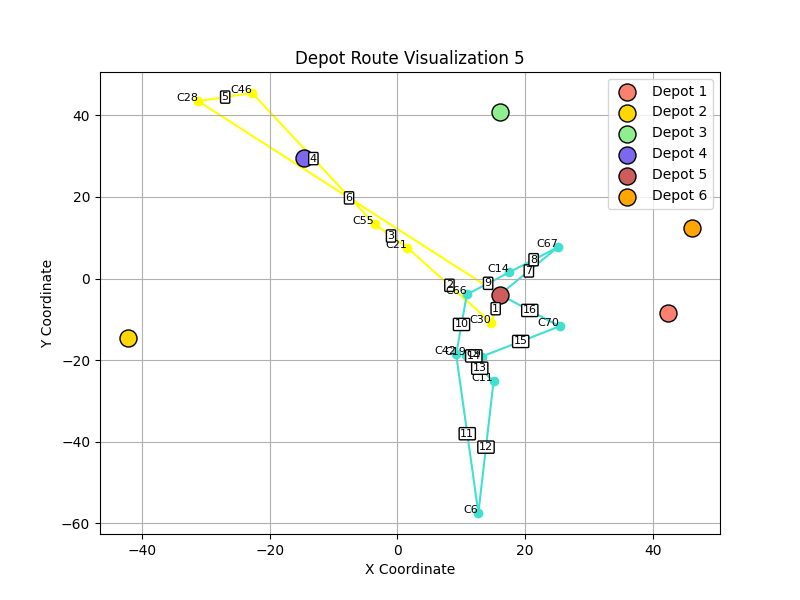 Depot Route Visualization 5
Depot 1
Depot 2
Depot 3
Depot 4
Depot 5
Depot 6
C28
5
C46
4
6
C55
3
C21
C67
8
7
C14
9
2
C66
1
16
C30
10
C70
15
C42
C19
14
13
C11
11
12
C6
40
20
0
−20
−40
−60
−40
−20
0
20
40
Y Coordinate
X Coordinate